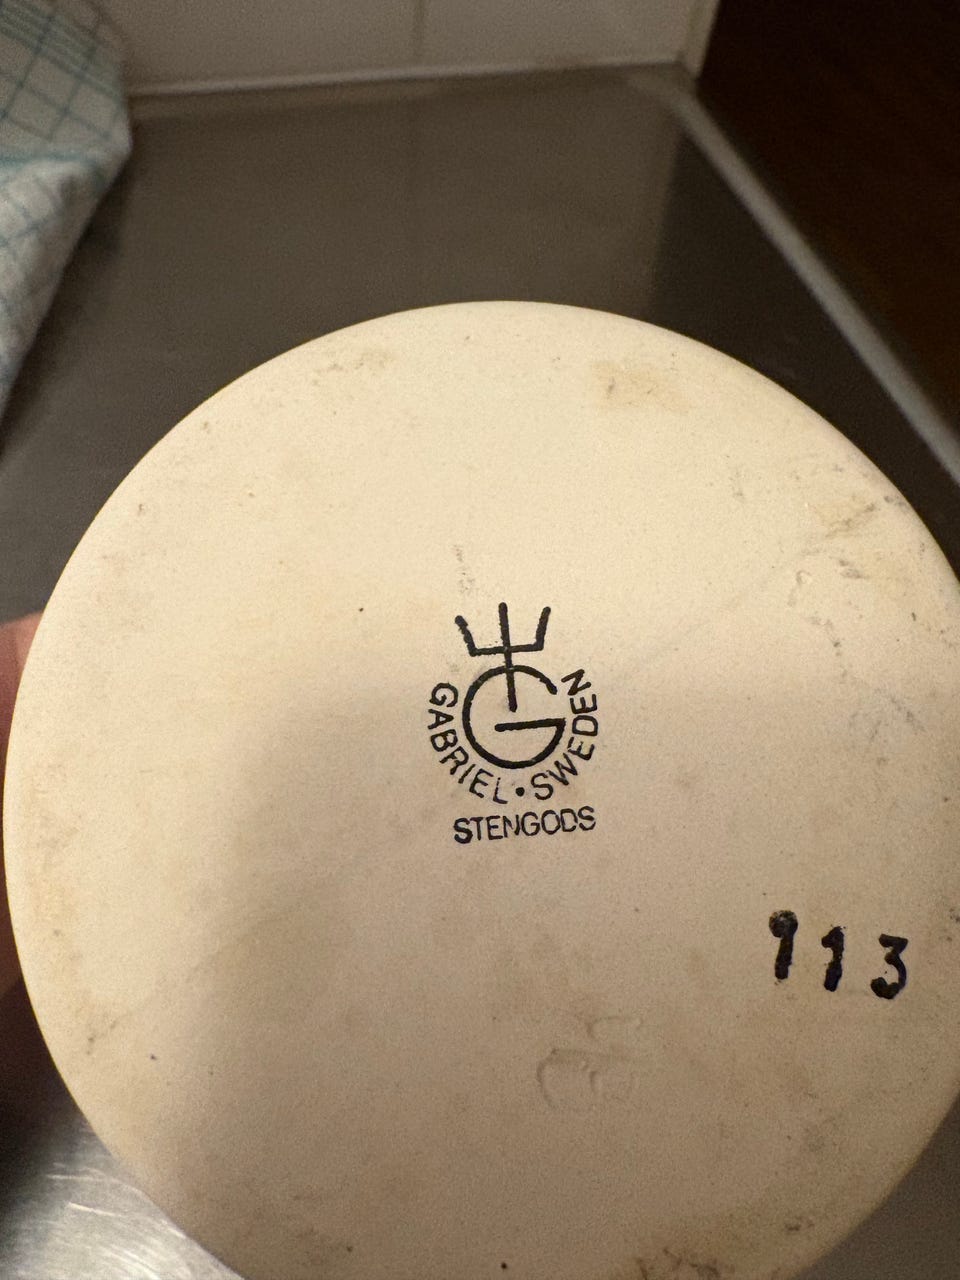 G
GABRIEL • SWEDEN
STENGODS
113